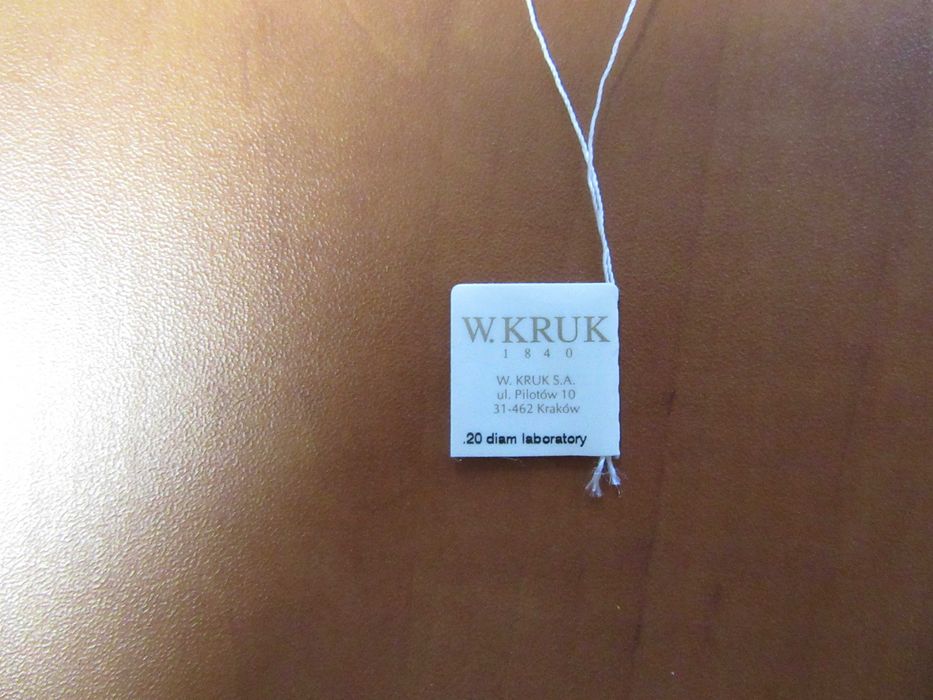 W. KRUK
1840
W. KRUK S.A.
ul. Pilotów 10
31-462 Kraków
.20 diam laboratory